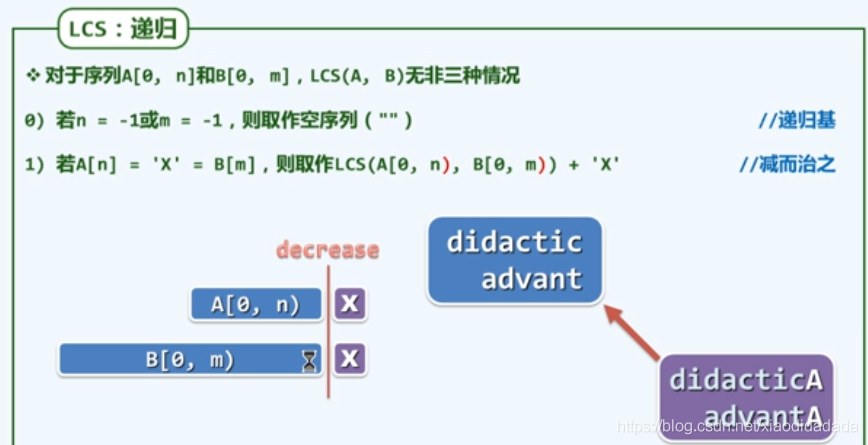 LCS：递归
❖ 对于序列A[0, n]和B[0, m]，LCS(A, B)无非三种情况
0) 若n = -1或m = -1，则取作空序列（""） //递归基
1) 若A[n] = 'X' = B[m]，则取作LCS(A[0, n), B[0, m)) + 'X' //减而治之
decrease
didactic
advant
A[0, n) X
B[0, m) X
didacticA
advantA
https://blog.csdn.net/xiaodidadada